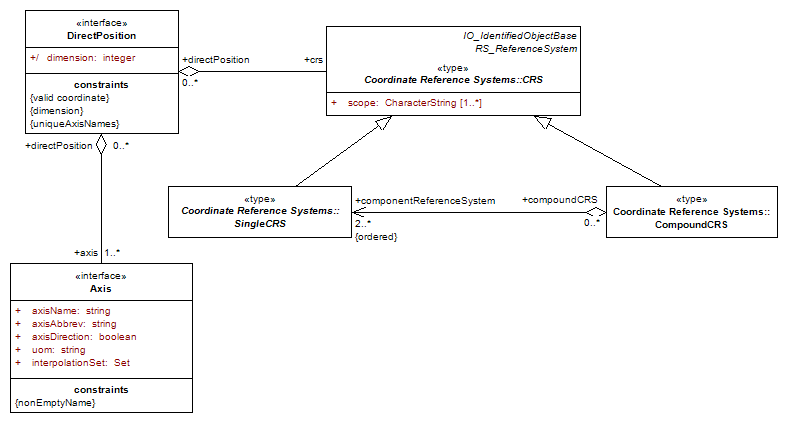 «interface»
DirectPosition
+/ dimension: integer
constraints
{valid coordinate}
{dimension}
{uniqueAxisNames}
+directPosition
0..*
+crs
IO_IdentifiedObjectBase
RS_ReferenceSystem
«type»
Coordinate Reference Systems::CRS
+ scope: CharacterString [1..*]
+directPosition
0..*
«type»
Coordinate Reference Systems::
SingleCRS
+componentReferenceSystem
2..*
{ordered}
+compoundCRS
0..*
«type»
Coordinate Reference Systems::
CompoundCRS
+axis
1..*
«interface»
Axis
+ axisName: string
+ axisAbbrev: string
+ axisDirection: boolean
+ uom: string
+ interpolationSet: Set
constraints
{nonEmptyName}